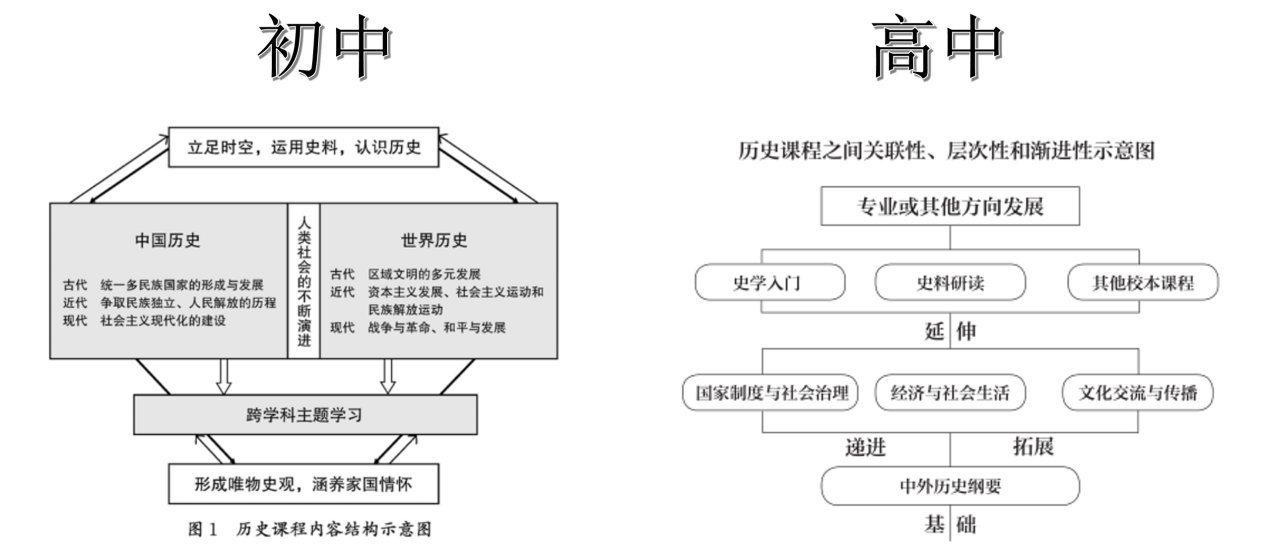 初中
立足时空，运用史料，认识历史
中国历史
古代 统一多民族国家的形成与发展
近代 争取民族独立、人民解放的历程
现代 社会主义现代化的建设
人类社会的不断演进
世界历史
古代 区域文明的多元发展
近代 资本主义发展、社会主义运动和
民族解放运动
现代 战争与革命、和平与发展
跨学科主题学习
形成唯物史观，涵养家国情怀
图 1 历史课程内容结构示意图
高中
历史课程之间关联性、层次性和渐进性示意图
专业或其他方向发展
史学入门
史料研读
其他校本课程
延伸
国家制度与社会治理
经济与社会生活
文化交流与传播
递进
拓展
中外历史纲要
基础